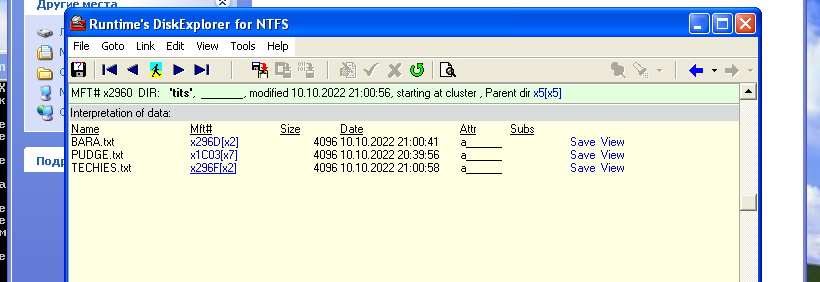 Другие места
Runtime's DiskExplorer for NTFS
File Goto Link Edit View Tools Help
MFT# x2960 DIR: 'tits', _______, modified 10.10.2022 21:00:56, starting at cluster , Parent dir x5[x5]
Interpretation of data:
Name Mft# Size Date Attr Subs
BARA.txt x296D[x2] 4096 10.10.2022 21:00:41 a______ Save View
PUDGE.txt x1C03[x7] 4096 10.10.2022 20:39:56 a______ Save View
TECHIES.txt x296F[x2] 4096 10.10.2022 21:00:58 a______ Save View
Подр